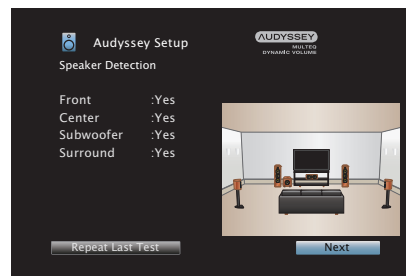 Audyssey Setup
AUDYSSEY
MULTEQ
DYNAMIC VOLUME
Speaker Detection
Front :Yes
Center :Yes
Subwoofer :Yes
Surround :Yes
Repeat Last Test
Next